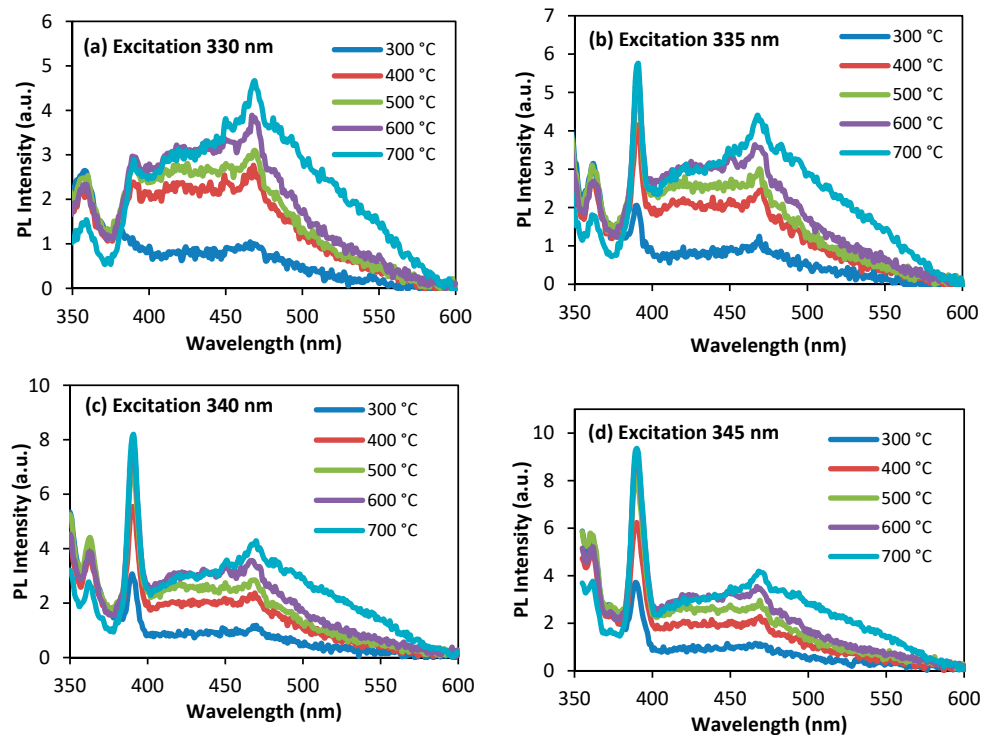 (a) Excitation 330 nm
300 °C
400 °C
500 °C
600 °C
700 °C
PL Intensity (a.u.)
6
5
4
3
2
1
0
350 400 450 500 550 600
Wavelength (nm)
(b) Excitation 335 nm
300 °C
400 °C
500 °C
600 °C
700 °C
PL Intensity (a.u.)
7
6
5
4
3
2
1
0
350 400 450 500 550 600
Wavelength (nm)
(c) Excitation 340 nm
300 °C
400 °C
500 °C
600 °C
700 °C
PL Intensity (a.u.)
10
8
6
4
2
0
350 400 450 500 550 600
Wavelength (nm)
(d) Excitation 345 nm
300 °C
400 °C
500 °C
600 °C
700 °C
PL Intensity (a.u.)
10
8
6
4
2
0
350 400 450 500 550 600
Wavelength (nm)